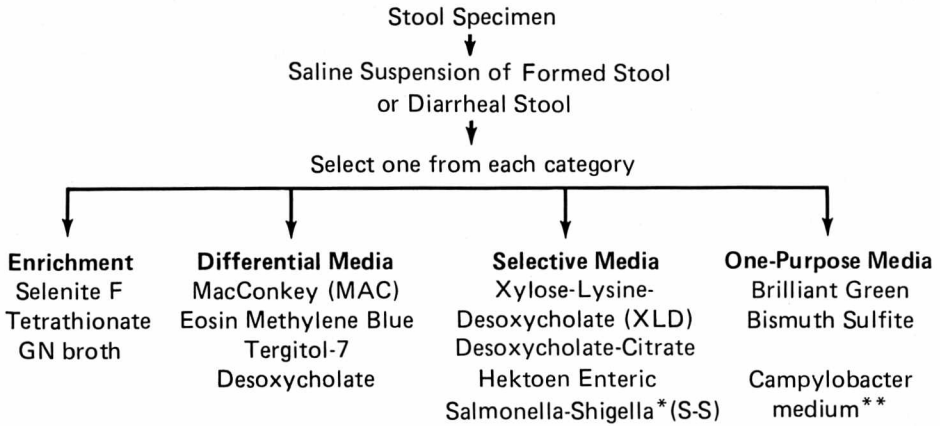 Stool Specimen
Saline Suspension of Formed Stool
or Diarrheal Stool
Select one from each category
Enrichment
Selenite F
Tetrathionate
GN broth
Differential Media
MacConkey (MAC)
Eosin Methylene Blue
Tergitol-7
Desoxycholate
Selective Media
Xylose-Lysine-
Desoxycholate (XLD)
Desoxycholate-Citrate
Hektoen Enteric
Salmonella-Shigella*(S-S)
One-Purpose Media
Brilliant Green
Bismuth Sulfite
Campylobacter
medium**